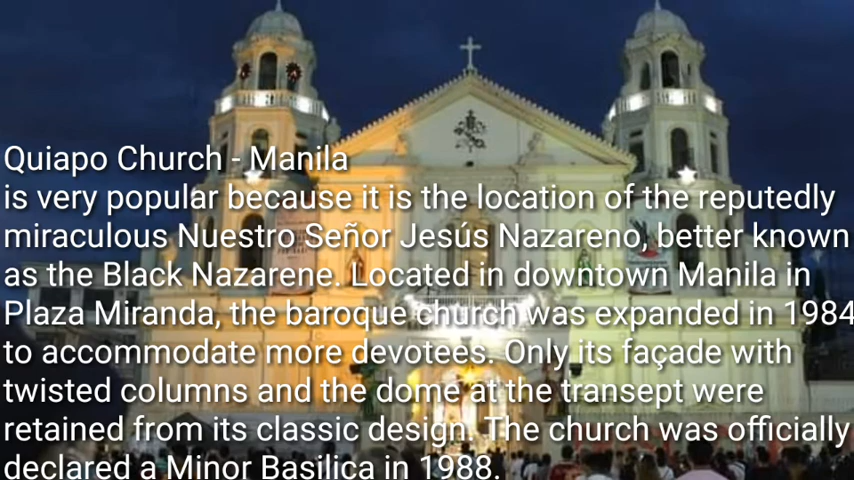 Quiapo Church - Manila
is very popular because it is the location of the reputedly
miraculous Nuestro Señor Jesús Nazareno, better known
as the Black Nazarene. Located in downtown Manila in
Plaza Miranda, the baroque church was expanded in 1984
to accommodate more devotees. Only its façade with
twisted columns and the dome at the transept were
retained from its classic design. The church was officially
declared a Minor Basilica in 1988.